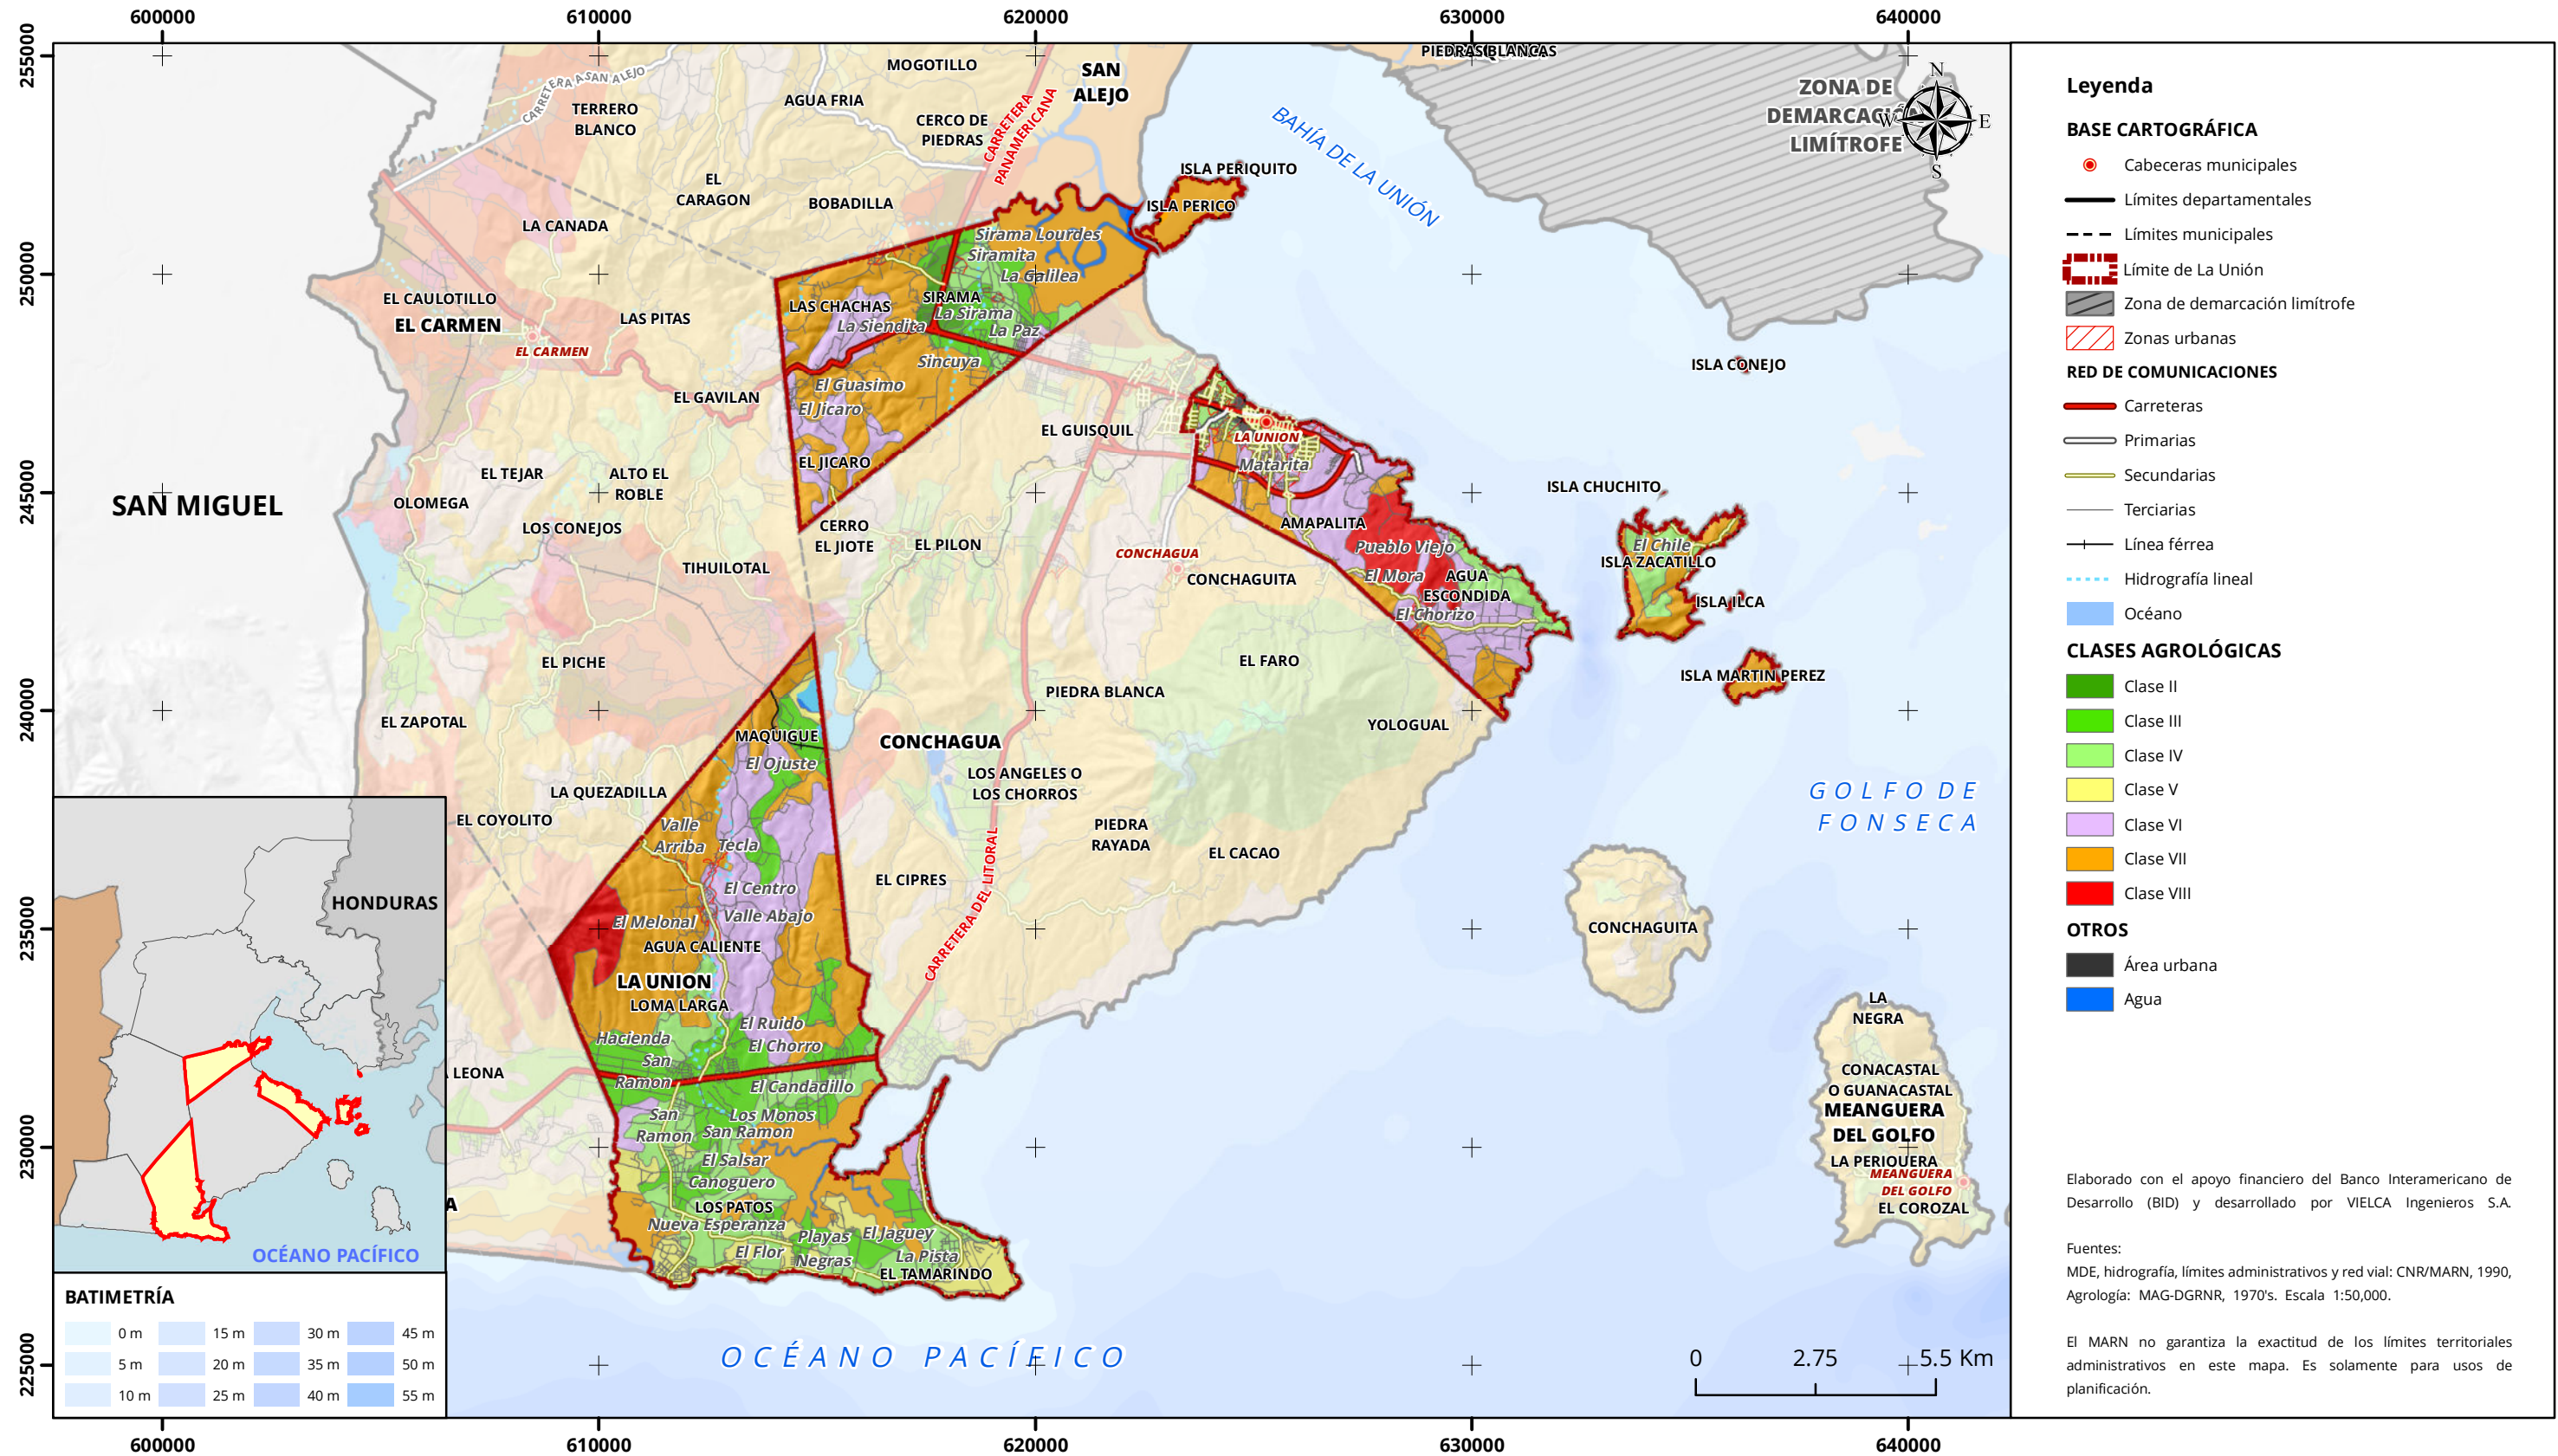 600000
610000
620000
630000
640000
255000
250000
245000
240000
235000
230000
225000
CARRETERA A SAN ALEJO
TERRERO
BLANCO
MOGOTILLO
AGUA FRIA
CERCO DE
PIEDRAS
SAN
ALEJO
CARRETERA
PANAMERICANA
BAHÍA DE LA UNIÓN
ZONA DE
DEMARCACIÓN
LIMÍTROFE
N
W
E
S
ISLA PERIQUITO
ISLA PERICO
EL
CARAGON
BOBADILLA
LA CANADA
Sirama Lourdes
Siramita
La Galilea
EL CAULOTILLO
EL CARMEN
EL CARMEN
LAS PITAS
LAS CHACHAS
SIRAMA
La Sirama
La Siendita
La Paz
Sincuya
El Guasimo
El Jicaro
EL GAVILAN
EL JICARO
EL GUISQUIL
LA UNION
Matarita
ISLA CONEJO
SAN MIGUEL
EL TEJAR
ALTO EL
ROBLE
OLOMEGA
LOS CONEJOS
CERRO
EL JIOTE
EL PILON
TIHUILOTAL
CONCHAGUA
CONCHAGUITA
AMAPALITA
Pueblo Viejo
El Mora
AGUA
ESCONDIDA
El Chorizo
ISLA CHUCHITO
El Chile
ISLA ZACATILLO
ISLA ILCA
ISLA MARTIN PEREZ
EL PICHE
EL FARO
PIEDRA BLANCA
EL ZAPOTAL
YOLOGUAL
MAQUIGUE
El Ojuste
CONCHAGUA
LOS ANGELES O
LOS CHORROS
GOLFO DE
FONSECA
LA QUEZADILLA
EL COYOLITO
Valle
Arriba
Tecla
PIEDRA
RAYADA
EL CACAO
EL CIPRES
CARRETERA DEL LITORAL
El Centro
Valle Abajo
El Melonal
AGUA CALIENTE
CONCHAGUITA
LA UNION
LOMA LARGA
El Ruido
El Chorro
Hacienda
San
Ramon
El Candadillo
LEONA
San
Ramon
Los Monos
San Ramon
El Salsar
Canoguero
LOS PATOS
Nueva Esperanza
El Flor
Playas
Negras
El Jaguey
La Pista
EL TAMARINDO
A
LA
NEGRA
CONACASTAL
O GUANACASTAL
MEANGUERA
DEL GOLFO
LA PERIQUERA
MEANGUERA
DEL GOLFO
EL COROZAL
OCÉANO PACÍFICO
0 2.75 5.5 Km
HONDURAS
OCÉANO PACÍFICO
BATIMETRÍA
0 m 15 m 30 m 45 m
5 m 20 m 35 m 50 m
10 m 25 m 40 m 55 m
600000
610000
620000
630000
640000
Leyenda
BASE CARTOGRÁFICA
Cabeceras municipales
Límites departamentales
Límites municipales
Límite de La Unión
Zona de demarcación limítrofe
Zonas urbanas
RED DE COMUNICACIONES
Carreteras
Primarias
Secundarias
Terciarias
Línea férrea
Hidrografía lineal
Océano
CLASES AGROLÓGICAS
Clase II
Clase III
Clase IV
Clase V
Clase VI
Clase VII
Clase VIII
OTROS
Área urbana
Agua
Elaborado con el apoyo financiero del Banco Interamericano de
Desarrollo (BID) y desarrollado por VIELCA Ingenieros S.A.
Fuentes:
MDE, hidrografía, límites administrativos y red vial: CNR/MARN, 1990,
Agrología: MAG-DGRNR, 1970's. Escala 1:50,000.
El MARN no garantiza la exactitud de los límites territoriales
administrativos en este mapa. Es solamente para usos de
planificación.